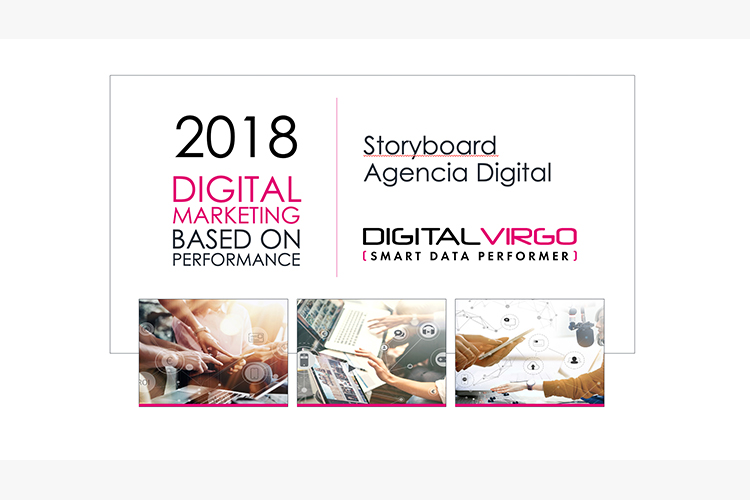 2018
DIGITAL
MARKETING
BASED ON
PERFORMANCE
Storyboard
Agencia Digital
DIGITALVIRGO
[SMART DATA PERFORMER]